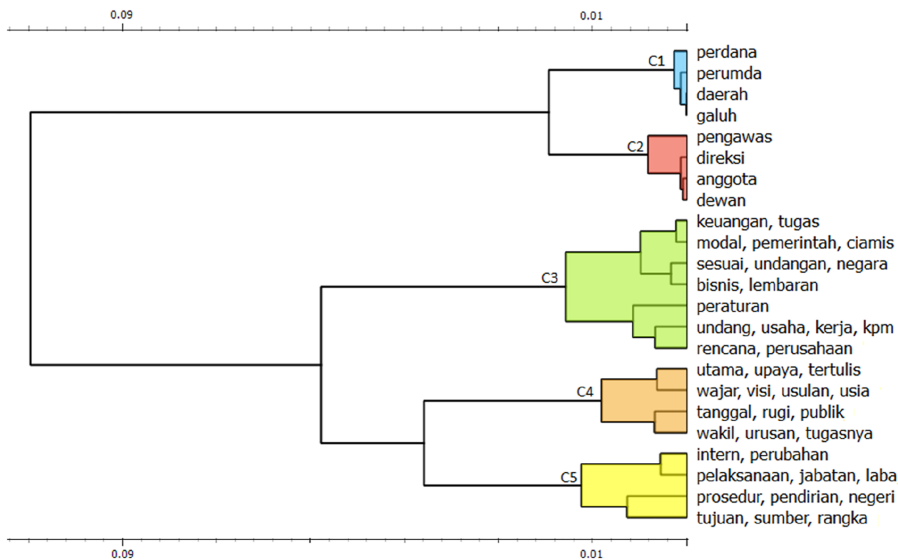 0.09 0.01
C1
perdana
perumda
daerah
galuh
C2
pengawas
direksi
anggota
dewan
C3
keuangan, tugas
modal, pemerintah, ciamis
sesuai, undangan, negara
bisnis, lembaran
peraturan
undang, usaha, kerja, kpm
rencana, perusahaan
C4
utama, upaya, tertulis
wajar, visi, usulan, usia
tanggal, rugi, publik
wakil, urusan, tugasnya
C5
intern, perubahan
pelaksanaan, jabatan, laba
prosedur, pendirian, negeri
tujuan, sumber, rangka
0.09 0.01